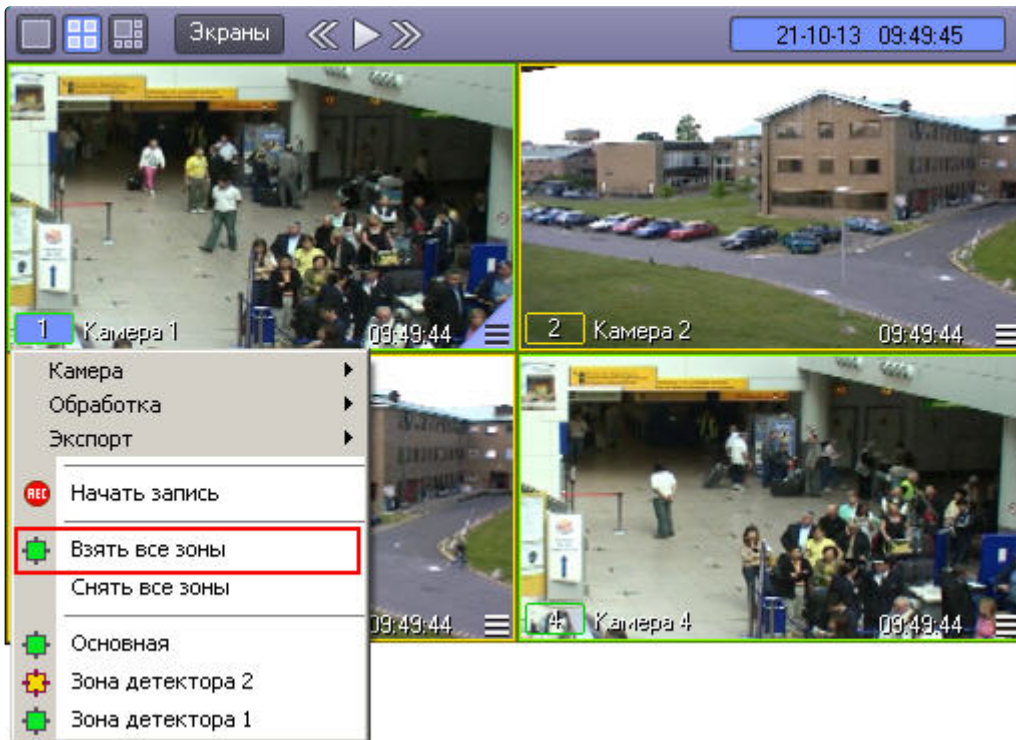 Экраны
21-10-13 09:49:45
1 Камера 1 09:49:44
2 Камера 2 09:49:44
Камера
Обработка
Экспорт
REC Начать запись
Взять все зоны
Снять все зоны
Основная
Зона детектора 2
Зона детектора 1
09:49:44
4 Камера 4 09:49:44